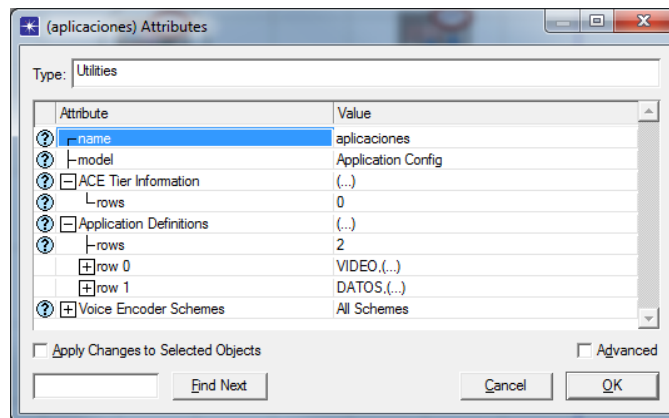 (aplicaciones) Attributes
Type: Utilities
Attribute Value
name aplicaciones
model Application Config
ACE Tier Information (...)
rows 0
Application Definitions (...)
rows 2
row 0 VIDEO,(...)
row 1 DATOS,(...)
Voice Encoder Schemes All Schemes
Apply Changes to Selected Objects Advanced
Find Next Cancel OK